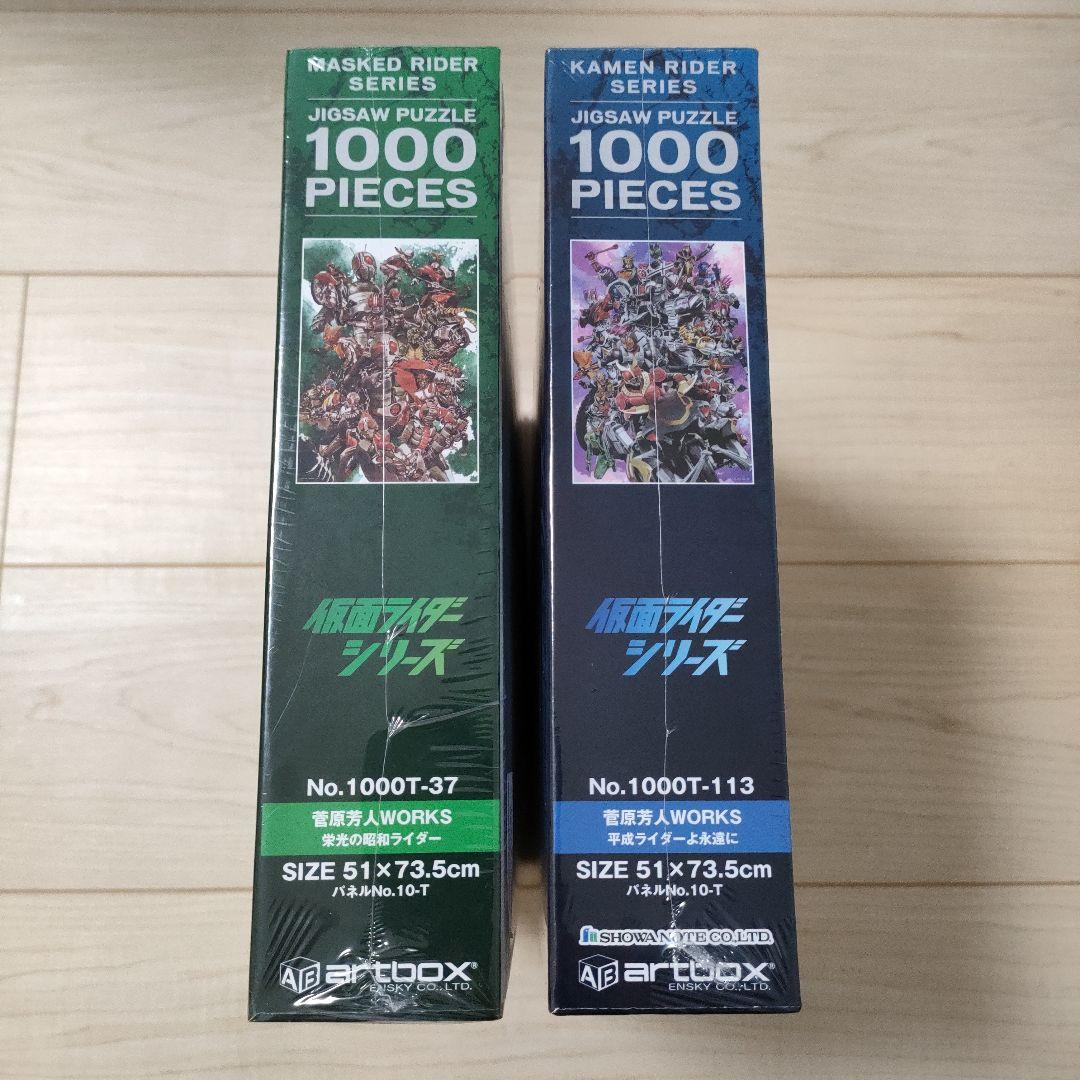 MASKED RIDER
SERIES
JIGSAW PUZZLE
1000
PIECES
仮面ライダー
シリーズ
No.1000T-37
菅原芳人WORKS
栄光の昭和ライダー
SIZE 51×73.5cm
パネルNo.10-T
AB artbox®
ENSKY CO.,LTD.
KAMEN RIDER
SERIES
JIGSAW PUZZLE
1000
PIECES
仮面ライダー
シリーズ
No.1000T-113
菅原芳人WORKS
平成ライダーよ永遠に
SIZE 51×73.5cm
パネルNo.10-T
SHOWA NOTE CO.,LTD.
AB artbox®
ENSKY CO.,LTD.